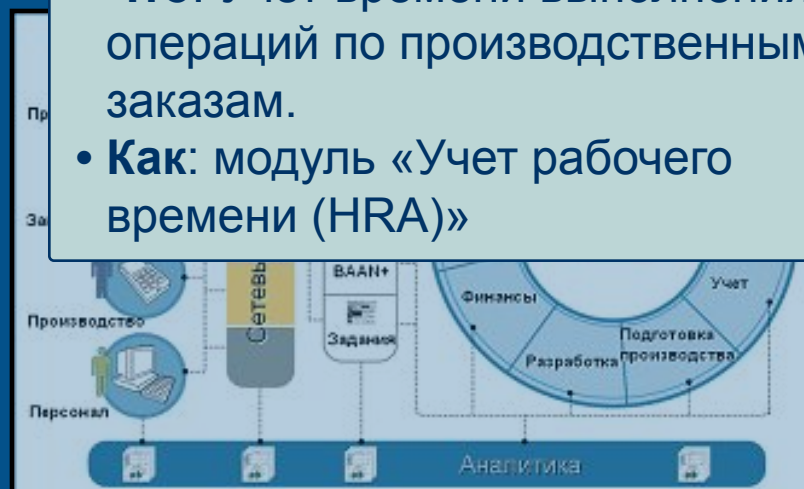 операций по производственным
заказам.
• Как: модуль «Учет рабочего
времени (HRA)»
BAAN+
Задания
Сетевы
Финансы
Учет
Производство
Разработка
Подготовка
производства
Персонал
Аналитика